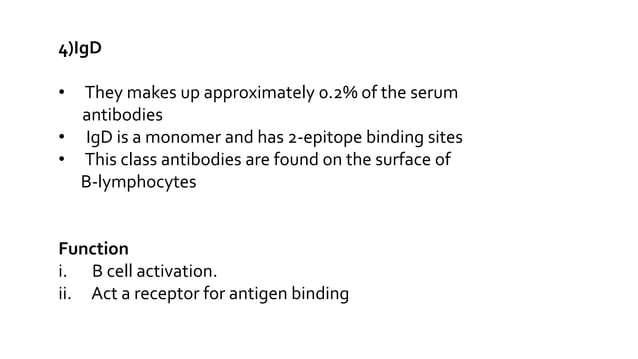 4)IgD
• They makes up approximately 0.2% of the serum
antibodies
• IgD is a monomer and has 2-epitope binding sites
• This class antibodies are found on the surface of
B-lymphocytes
Function
i. B cell activation.
ii. Act a receptor for antigen binding